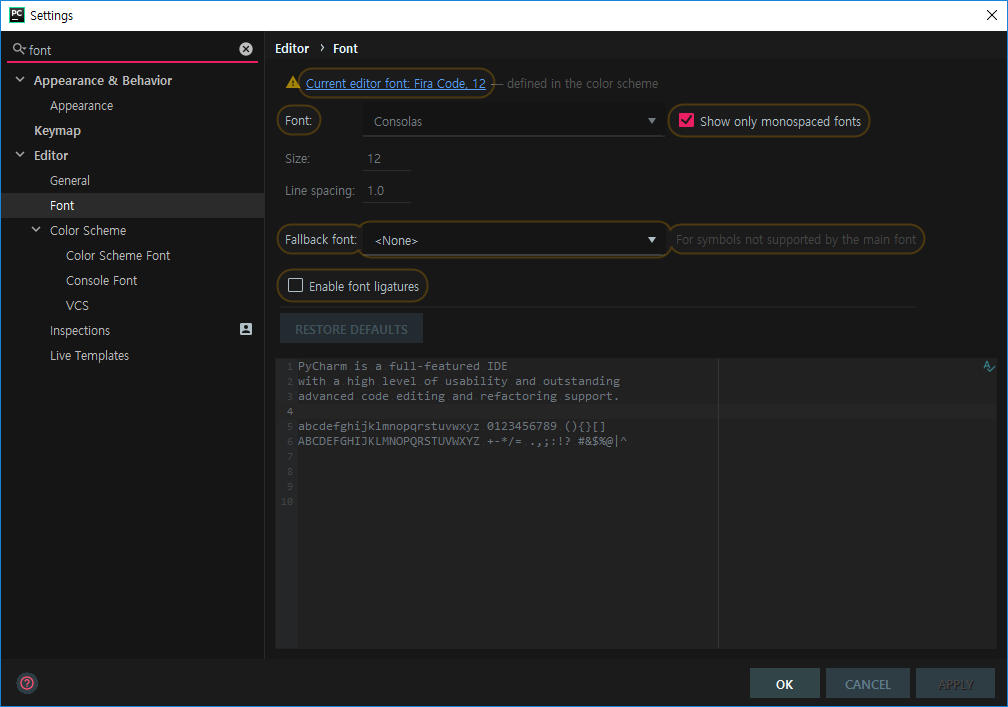 PC Settings
font
Appearance & Behavior
Appearance
Keymap
Editor
General
Font
Color Scheme
Color Scheme Font
Console Font
VCS
Inspections
Live Templates
Editor › Font
Current editor font: Fira Code, 12 — defined in the color scheme
Font: Consolas Show only monospaced fonts
Size: 12
Line spacing: 1.0
Fallback font: <None> For symbols not supported by the main font
Enable font ligatures
RESTORE DEFAULTS
1 PyCharm is a full-featured IDE
2 with a high level of usability and outstanding
3 advanced code editing and refactoring support.
4
5 abcdefghijklmnopqrstuvwxyz 0123456789 (){}[]
6 ABCDEFGHIJKLMNOPQRSTUVWXYZ +-*/= .,;:!? #&$%@|^
7
8
9
10
? OK CANCEL APPLY